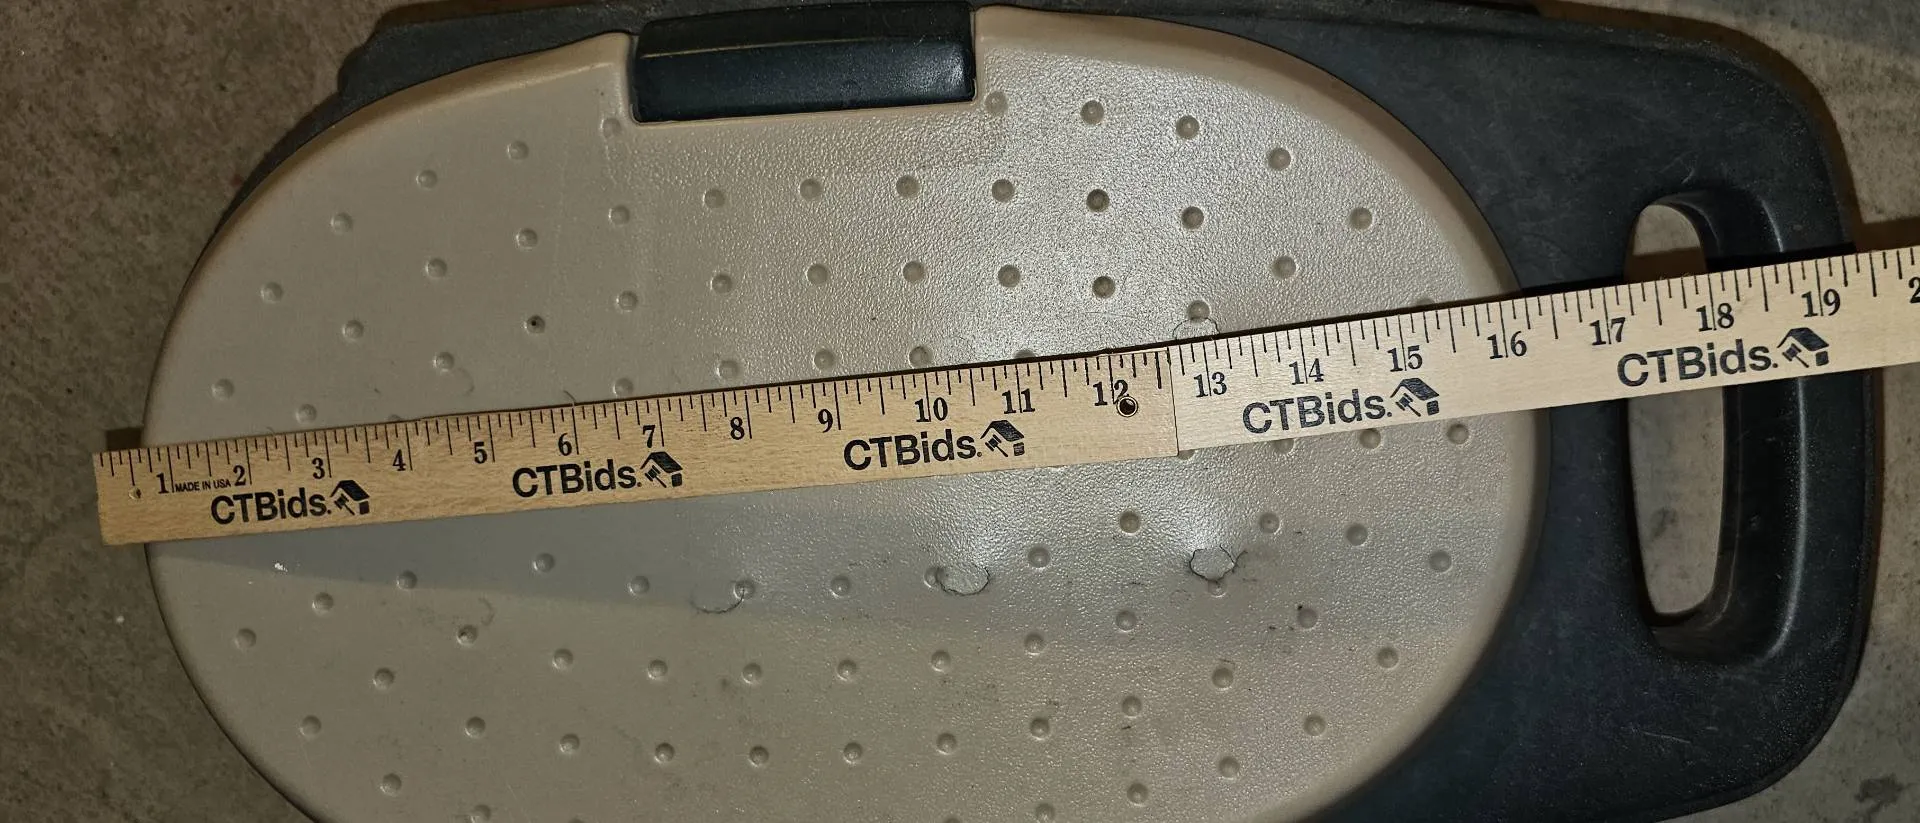 1 2 3 4 5 6 7 8 9 10 11 12 13 14 15 16 17 18 19 2
MADE IN USA
CTBids. CTBids. CTBids. CTBids. CTBids.